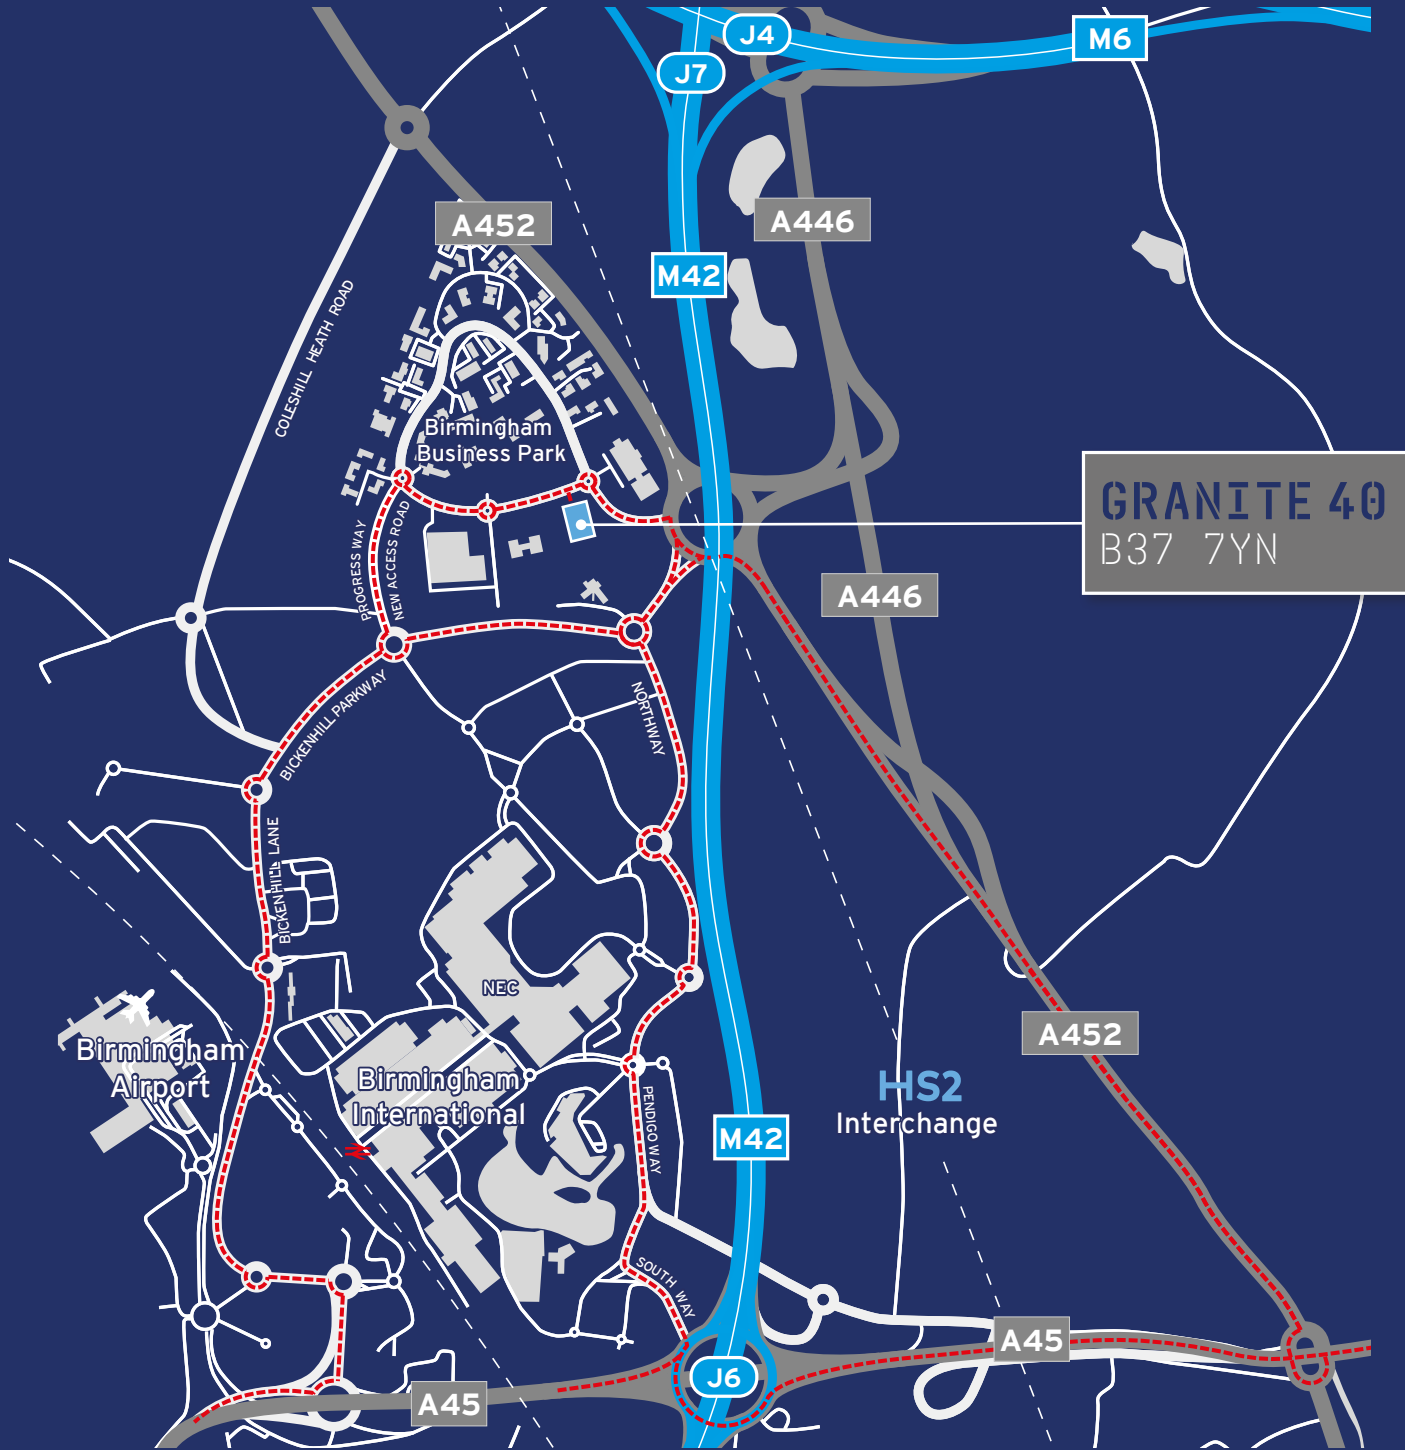 J4
M6
J7
A452
A446
M42
COLESHILL HEATH ROAD
Birmingham
Business Park
GRANITE 40
B37 7YN
PROGRESS WAY
NEW ACCESS ROAD
A446
BICKENHILL PARKWAY
NORTHWAY
BICKENHILL LANE
NEC
A452
Birmingham
Airport
Birmingham
International
HS2
Interchange
PENDIGO WAY
M42
SOUTH WAY
A45
J6
A45